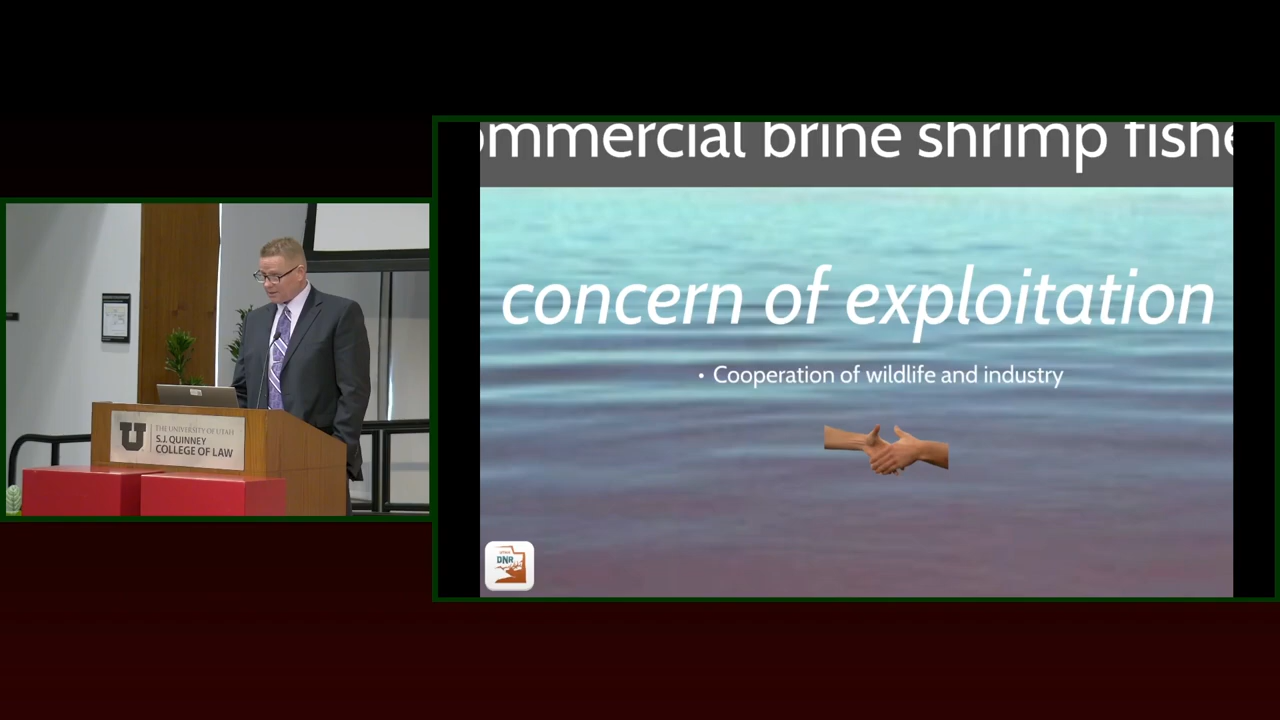 ommercial brine shrimp fishe
concern of exploitation
• Cooperation of wildlife and industry
UTAH
DNR
THE UNIVERSITY OF UTAH
S.J. QUINNEY
COLLEGE OF LAW
U